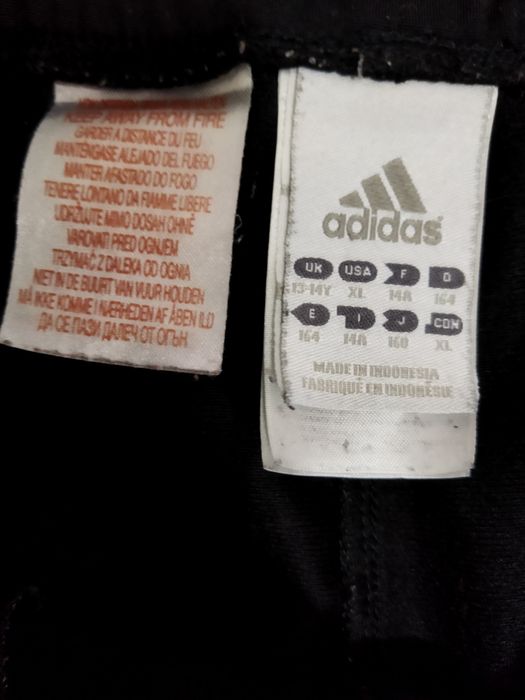 KEEP AWAY FROM FIRE
GARDER A DISTANCE DU FEU
MANTÉNGASE ALEJADO DEL FUEGO
MANTER AFASTADO DO FOGO
TENERE LONTANO DA FIAMME LIBERE
UDRŽUJTE MIMO DOSAH OHNĚ
VAROVATI PRED OGNJEM
TRZYMAĆ Z DALEKA OD OGNIA
NIET IN DE BUURT VAN VUUR HOUDEN
MÅ IKKE KOMME I NÆRHEDEN AF ÅBEN ILD
ДА СЕ ПАЗИ ДАЛЕЧ ОТ ОГЪН
adidas
UK USA F D
13-14Y XL 14A 164
E I J COM
164 14A 160 XL
MADE IN INDONESIA
FABRIQUÉ EN INDONÉSIE